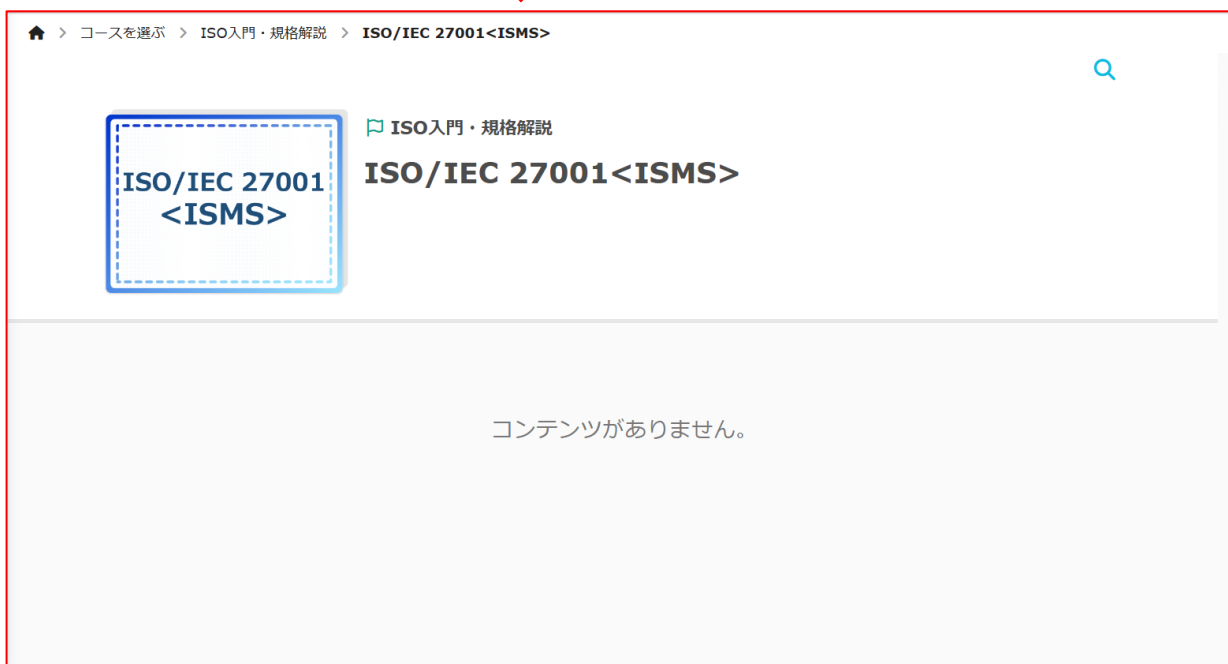 コースを選ぶ > ISO入門・規格解説 > ISO/IEC 27001<ISMS>
ISO/IEC 27001
<ISMS>
ISO入門・規格解説
ISO/IEC 27001<ISMS>
コンテンツがありません。